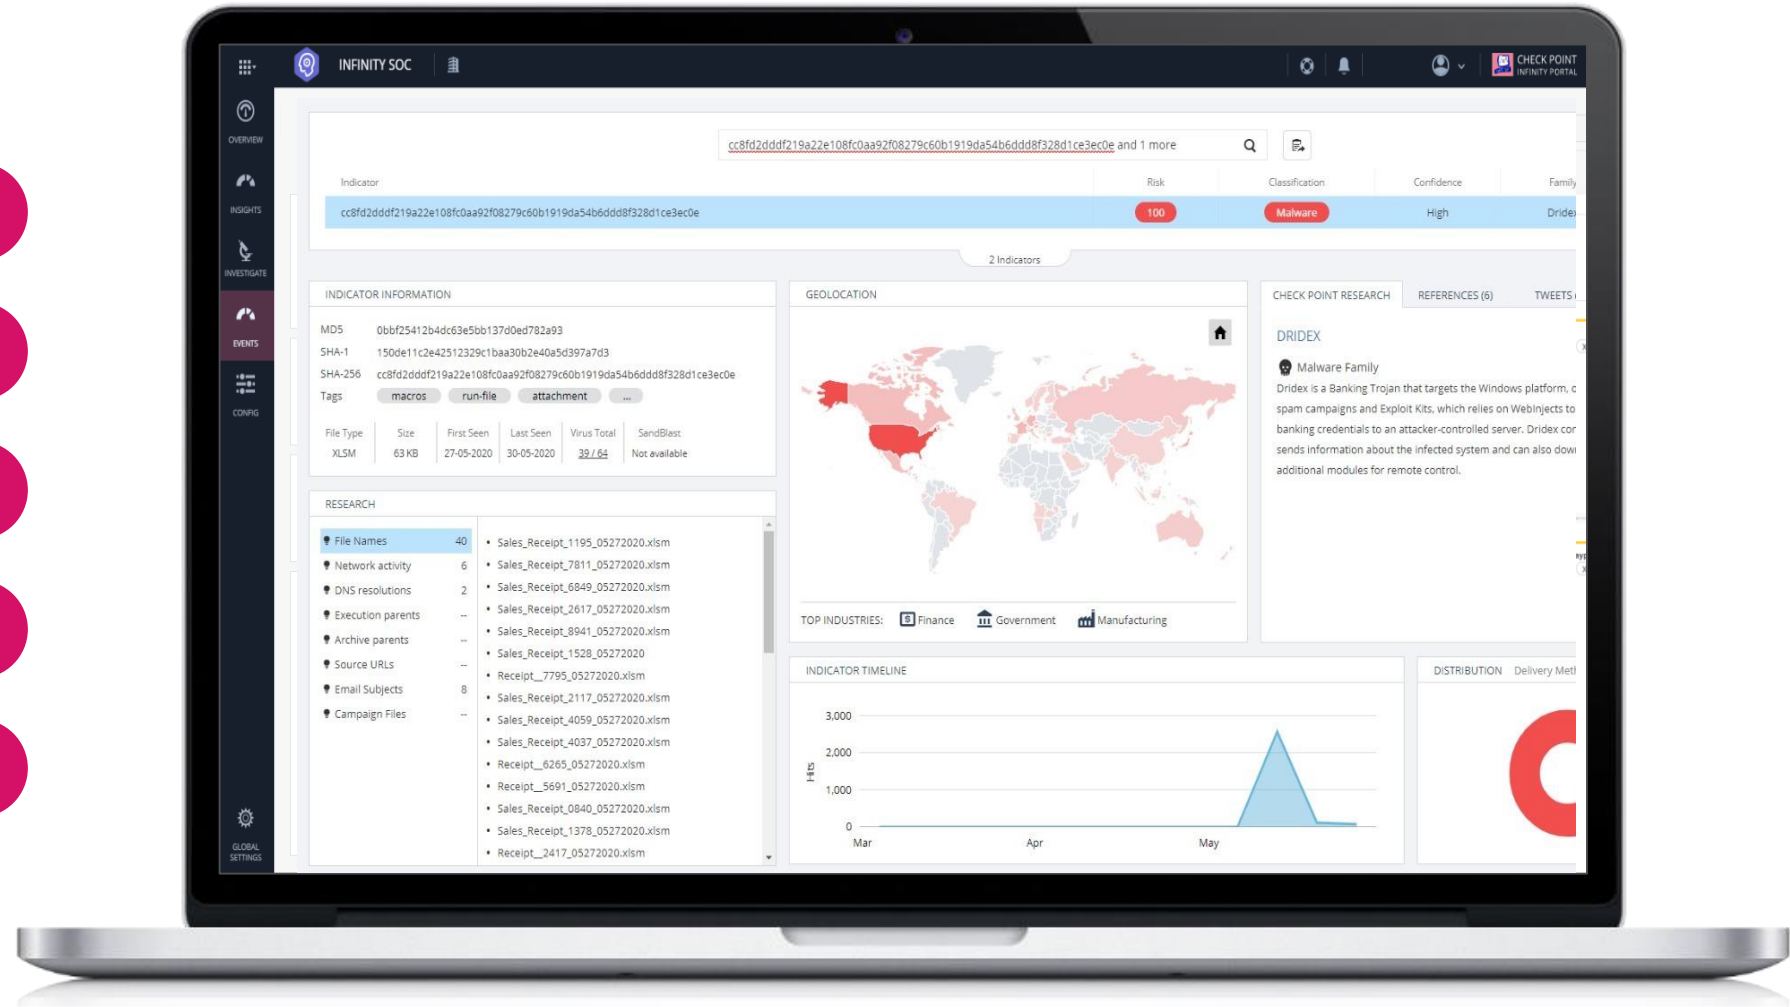 INFINITY SOC
CHECK POINT
INFINITY PORTAL
OVERVIEW
INSIGHTS
INVESTIGATE
EVENTS
CONFIG
GLOBAL
SETTINGS
cc8fd2dddf219a22e108fc0aa92f08279c60b1919da54b6ddd8f328d1ce3ec0e and 1 more
Indicator Risk Classification Confidence Family
cc8fd2dddf219a22e108fc0aa92f08279c60b1919da54b6ddd8f328d1ce3ec0e 100 Malware High
2 Indicators
INDICATOR INFORMATION
MD5 0bbf25412b4dc63e5bb137d0ed782a93
SHA-1 150de11c2e42512329c1baa30b2e40a5d397a7d3
SHA-256 cc8fd2dddf219a22e108fc0aa92f08279c60b1919da54b6ddd8f328d1ce3ec0e
Tags macros run-file attachment ...
File Type Size First Seen Last Seen Virus Total SandBlast
XLSM 63 KB 27-05-2020 30-05-2020 39 / 64 Not available
RESEARCH
File Names 40
Network activity 6
DNS resolutions 2
Execution parents --
Archive parents --
Source URLs --
Email Subjects 8
Campaign Files --
• Sales_Receipt_1195_05272020.xlsm
• Sales_Receipt_7811_05272020.xlsm
• Sales_Receipt_6849_05272020.xlsm
• Sales_Receipt_2617_05272020.xlsm
• Sales_Receipt_8941_05272020.xlsm
• Sales_Receipt_1528_05272020
• Receipt__7795_05272020.xlsm
• Sales_Receipt_2117_05272020.xlsm
• Sales_Receipt_4059_05272020.xlsm
• Sales_Receipt_4037_05272020.xlsm
• Receipt__6265_05272020.xlsm
• Receipt__5691_05272020.xlsm
• Sales_Receipt_0840_05272020.xlsm
• Sales_Receipt_1378_05272020.xlsm
• Receipt__2417_05272020.xlsm
GEOLOCATION
TOP INDUSTRIES: Finance Government Manufacturing
CHECK POINT RESEARCH REFERENCES (6) TWEETS
DRIDEX
Malware Family
Dridex is a Banking Trojan that targets the Windows platform,
spam campaigns and Exploit Kits, which relies on WebInjects to
banking credentials to an attacker-controlled server. Dridex
sends information about the infected system and can also
additional modules for remote control.
INDICATOR TIMELINE
Hits
3,000
2,000
1,000
0
Mar Apr May
DISTRIBUTION Delivery